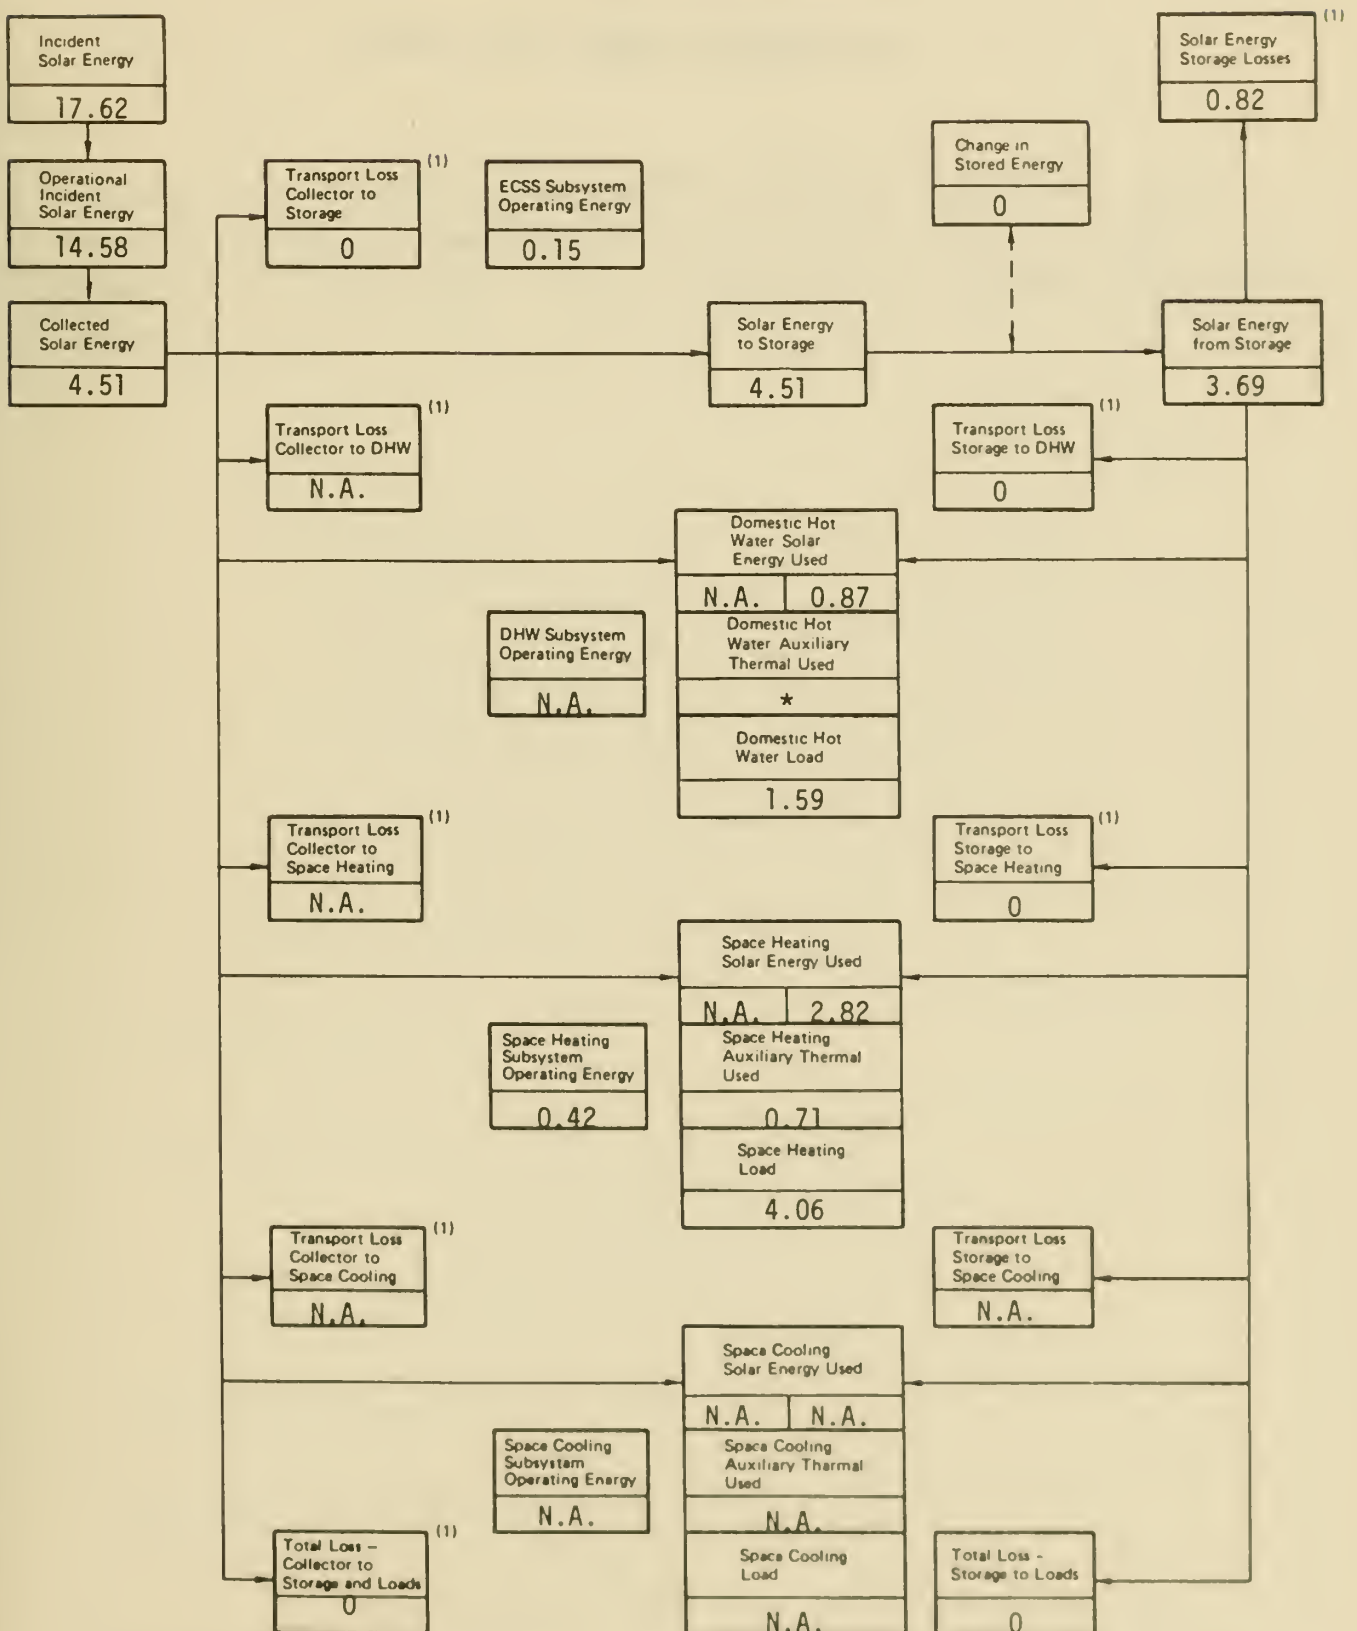 Incident
Solar Energy
17.62
Solar Energy
Storage Losses
(1)
0.82
Change in
Stored Energy
0
Operational
Incident
Solar Energy
14.58
Transport Loss
Collector to
Storage
(1)
0
ECSS Subsystem
Operating Energy
0.15
Collected
Solar Energy
4.51
Solar Energy
to Storage
4.51
Solar Energy
from Storage
3.69
Transport Loss
Collector to DHW
(1)
N.A.
Transport Loss
Storage to DHW
(1)
0
Domestic Hot
Water Solar
Energy Used
N.A. 0.87
DHW Subsystem
Operating Energy
N.A.
Domestic Hot
Water Auxiliary
Thermal Used
*
Domestic Hot
Water Load
1.59
Transport Loss
Collector to
Space Heating
(1)
N.A.
Transport Loss
Storage to
Space Heating
(1)
0
Space Heating
Solar Energy Used
N.A. 2.82
Space Heating
Subsystem
Operating Energy
0.42
Space Heating
Auxiliary Thermal
Used
0.71
Space Heating
Load
4.06
Transport Loss
Collector to
Space Cooling
(1)
N.A.
Transport Loss
Storage to
Space Cooling
N.A.
Space Cooling
Solar Energy Used
N.A. N.A.
Space Cooling
Subsystem
Operating Energy
N.A.
Space Cooling
Auxiliary Thermal
Used
N.A.
Space Cooling
Load
N.A.
Total Loss –
Collector to
Storage and Loads
(1)
0
Total Loss -
Storage to Loads
0